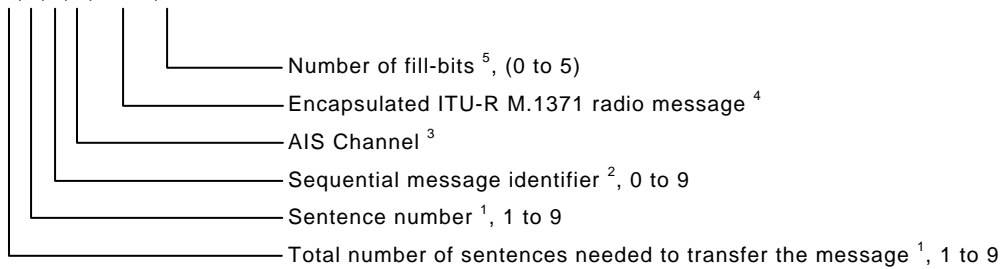 Number of fill-bits 5, (0 to 5)
Encapsulated ITU-R M.1371 radio message 4
AIS Channel 3
Sequential message identifier 2, 0 to 9
Sentence number 1, 1 to 9
Total number of sentences needed to transfer the message 1, 1 to 9